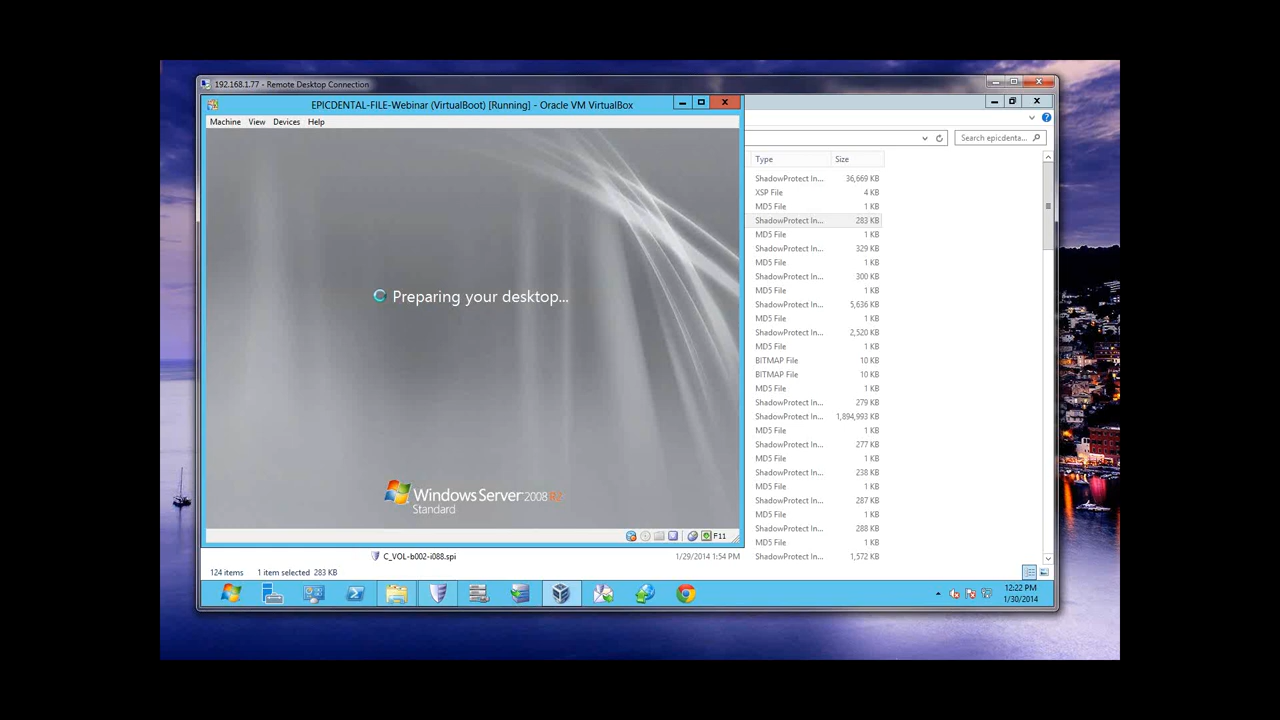 192.168.1.77 - Remote Desktop Connection
EPICDENTAL-FILE-Webinar (VirtualBoot) [Running] - Oracle VM VirtualBox
Machine View Devices Help
Search epicdenta...
Type Size
ShadowProtect In... 36,669 KB
XSP File 4 KB
MD5 File 1 KB
ShadowProtect In... 283 KB
MD5 File 1 KB
ShadowProtect In... 329 KB
MD5 File 1 KB
ShadowProtect In... 300 KB
MD5 File 1 KB
ShadowProtect In... 5,636 KB
MD5 File 1 KB
ShadowProtect In... 2,520 KB
MD5 File 1 KB
BITMAP File 10 KB
BITMAP File 10 KB
MD5 File 1 KB
ShadowProtect In... 279 KB
ShadowProtect In... 1,894,993 KB
MD5 File 1 KB
ShadowProtect In... 277 KB
MD5 File 1 KB
ShadowProtect In... 238 KB
MD5 File 1 KB
ShadowProtect In... 287 KB
MD5 File 1 KB
ShadowProtect In... 288 KB
MD5 File 1 KB
ShadowProtect In... 1,572 KB
Preparing your desktop...
Windows Server 2008 R2
Standard
F11
C_VOL-b002-i088.spi 1/29/2014 1:54 PM
124 items 1 item selected 283 KB
12:22 PM
1/30/2014